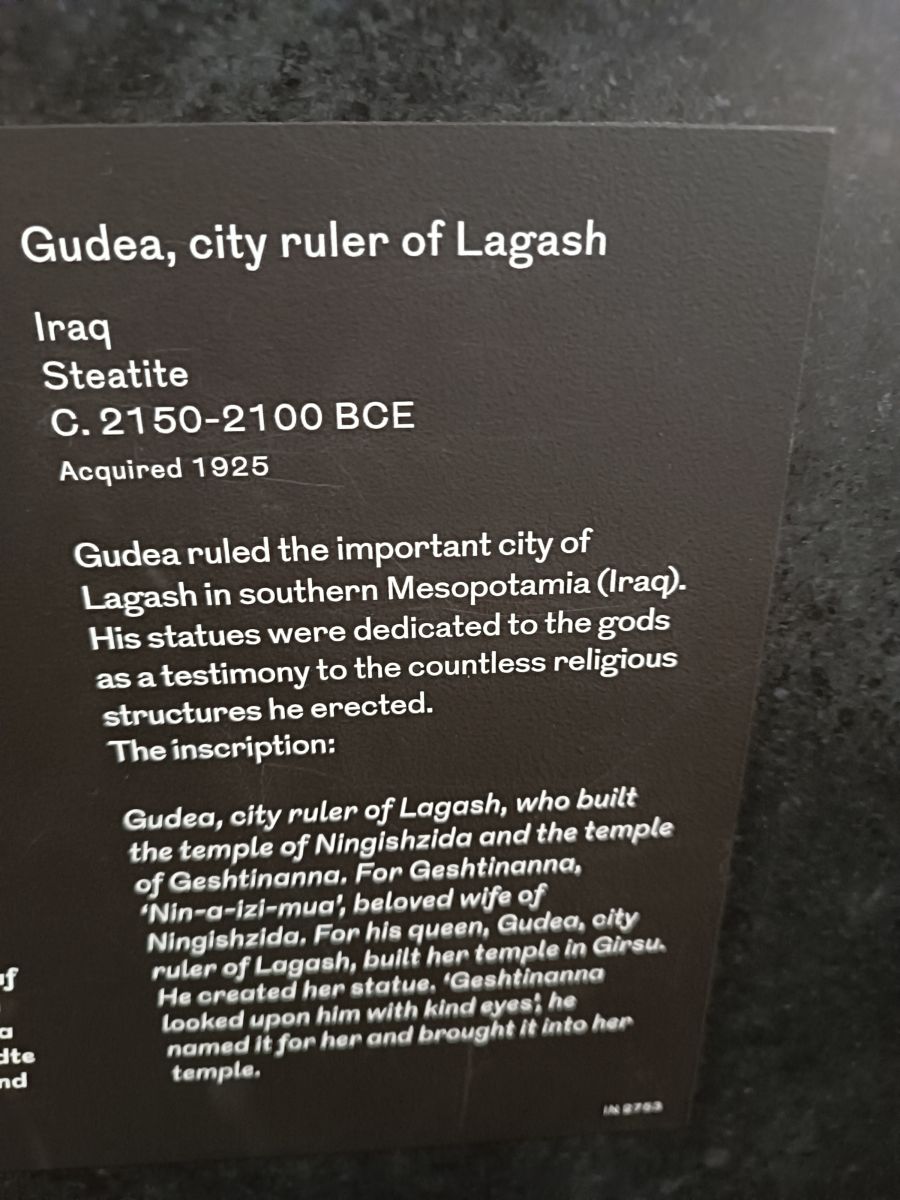 Gudea, city ruler of Lagash
Iraq
Steatite
C. 2150-2100 BCE
Acquired 1925
Gudea ruled the important city of
Lagash in southern Mesopotamia (Iraq).
His statues were dedicated to the gods
as a testimony to the countless religious
structures he erected.
The inscription:
Gudea, city ruler of Lagash, who built
the temple of Ningishzida and the temple
of Geshtinanna. For Geshtinanna,
‘Nin-a-izi-mua’, beloved wife of
Ningishzida. For his queen, Gudea, city
ruler of Lagash, built her temple in Girsu.
He created her statue. ‘Geshtinanna
looked upon him with kind eyes’; he
named it for her and brought it into her
temple.
IN 2753